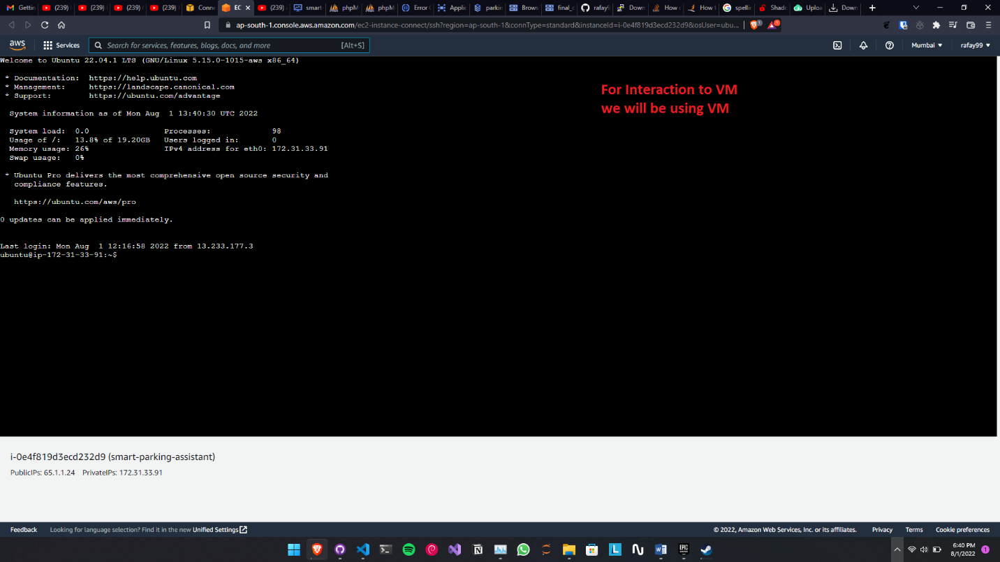 Gettin
(239)
(239)
(239)
(239)
Conne
EC
(239)
smart
phpM
phpM
Error
Applic
parkin
Brows
final_
rafay9
Down
How c
How t
spellin
Shado
Uploa
Down
ap-south-1.console.aws.amazon.com/ec2-instance-connect/ssh?region=ap-south-1&connType=standard&instanceId=i-0e4f819d3ecd232d9&osUser=ubu...
aws Services Search for services, features, blogs, docs, and more [Alt+S] Mumbai rafay99
Welcome to Ubuntu 22.04.1 LTS (GNU/Linux 5.15.0-1015-aws x86_64)
* Documentation: https://help.ubuntu.com
* Management: https://landscape.canonical.com
* Support: https://ubuntu.com/advantage
For Interaction to VM
we will be using VM
System information as of Mon Aug 1 13:40:30 UTC 2022
System load: 0.0 Processes: 98
Usage of /: 13.8% of 19.20GB Users logged in: 0
Memory usage: 26% IPv4 address for eth0: 172.31.33.91
Swap usage: 0%
* Ubuntu Pro delivers the most comprehensive open source security and
compliance features.
https://ubuntu.com/aws/pro
0 updates can be applied immediately.
Last login: Mon Aug 1 12:16:58 2022 from 13.233.177.3
ubuntu@ip-172-31-33-91:~$
i-0e4f819d3ecd232d9 (smart-parking-assistant)
PublicIPs: 65.1.1.24 PrivateIPs: 172.31.33.91
Feedback Looking for language selection? Find it in the new Unified Settings © 2022, Amazon Web Services, Inc. or its affiliates. Privacy Terms Cookie preferences
6:40 PM
8/1/2022
1